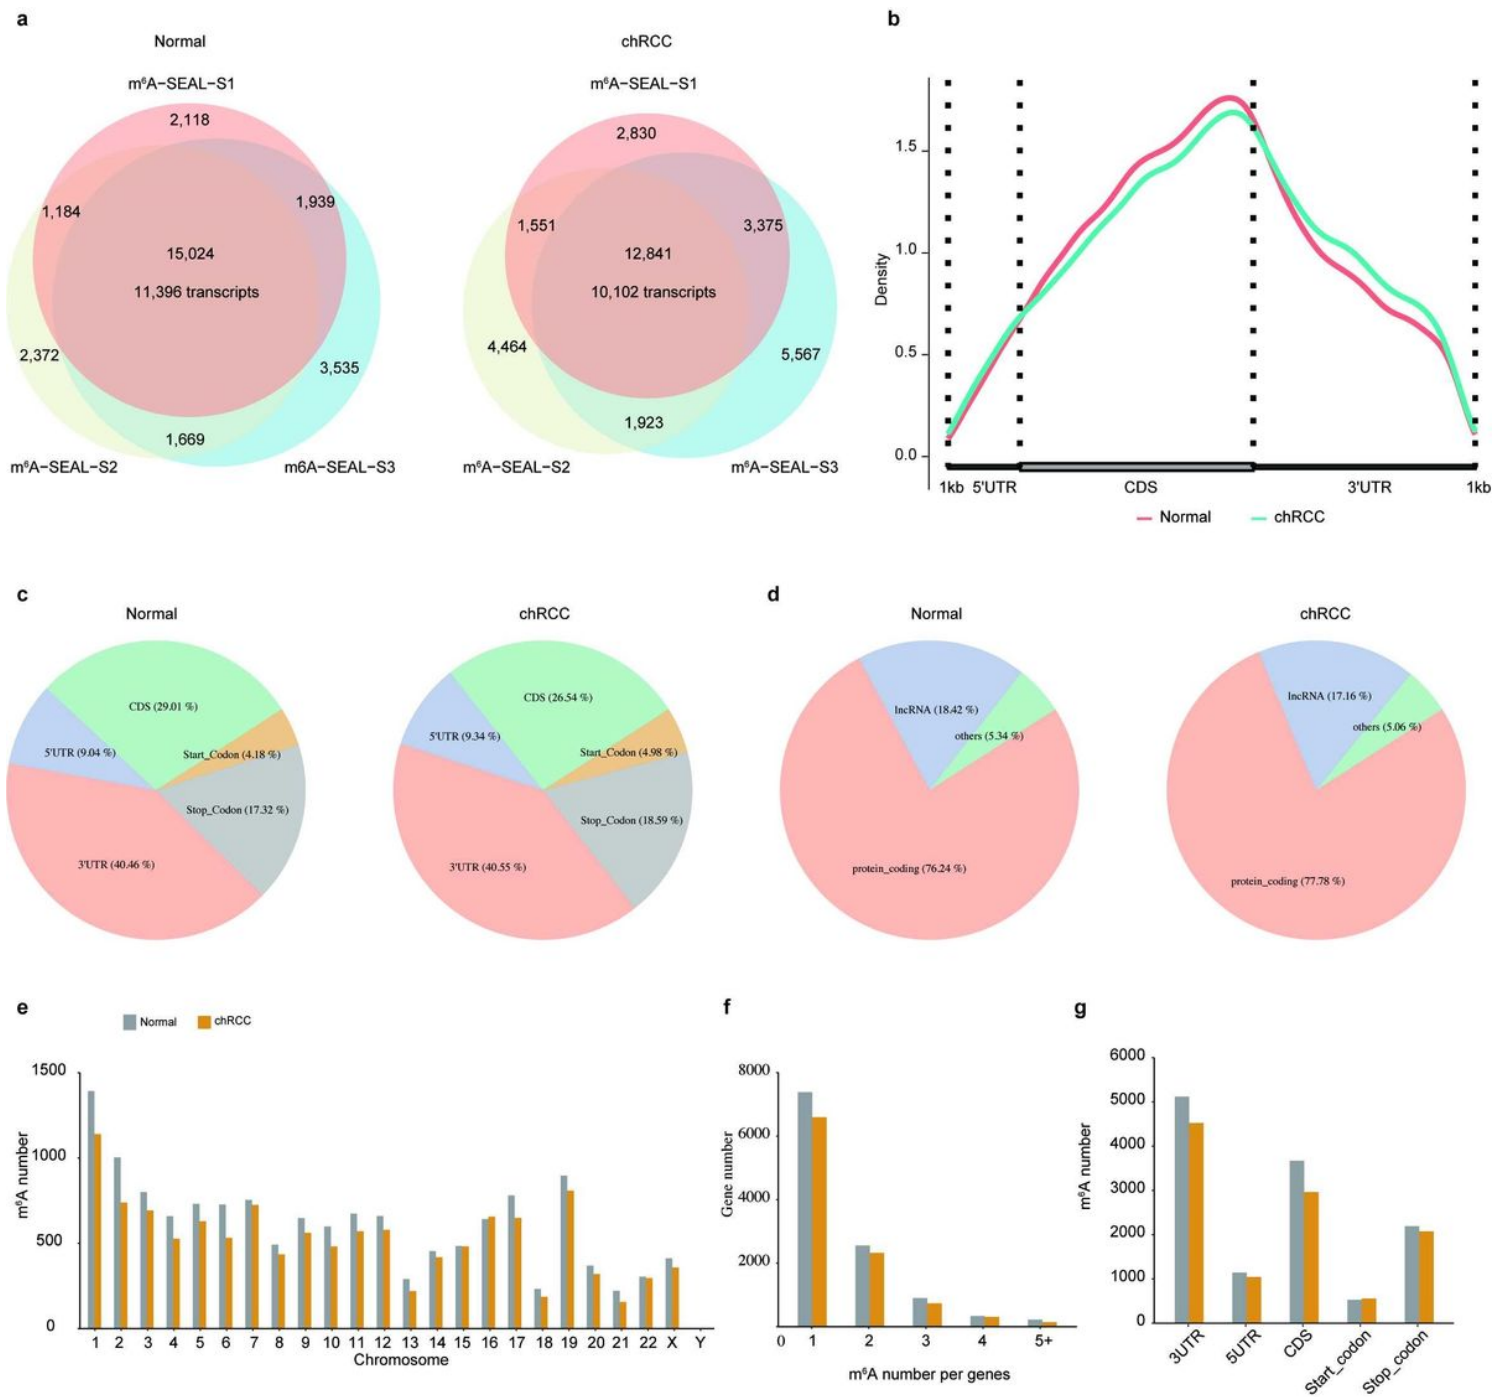 a
Normal
m⁶A−SEAL−S1
2,118
1,184
1,939
15,024
11,396 transcripts
2,372
3,535
1,669
m⁶A−SEAL−S2
m6A−SEAL−S3
chRCC
m⁶A−SEAL−S1
2,830
1,551
3,375
12,841
10,102 transcripts
4,464
5,567
1,923
m⁶A−SEAL−S2
m⁶A−SEAL−S3
b
Density
1.5
1.0
0.5
0.0
1kb 5'UTR CDS 3'UTR 1kb
Normal chRCC
c
Normal
CDS (29.01 %)
5'UTR (9.04 %)
Start_Codon (4.18 %)
Stop_Codon (17.32 %)
3'UTR (40.46 %)
chRCC
CDS (26.54 %)
5'UTR (9.34 %)
Start_Codon (4.98 %)
Stop_Codon (18.59 %)
3'UTR (40.55 %)
d
Normal
lncRNA (18.42 %)
others (5.34 %)
protein_coding (76.24 %)
chRCC
lncRNA (17.16 %)
others (5.06 %)
protein_coding (77.78 %)
e
Normal chRCC
m⁶A number
1500
1000
500
0
1 2 3 4 5 6 7 8 9 10 11 12 13 14 15 16 17 18 19 20 21 22 X Y
Chromosome
f
Gene number
8000
6000
4000
2000
0 1 2 3 4 5+
m⁶A number per genes
g
m⁶A number
6000
5000
4000
3000
2000
1000
0
3UTR
5UTR
CDS
Start_codon
Stop_codon